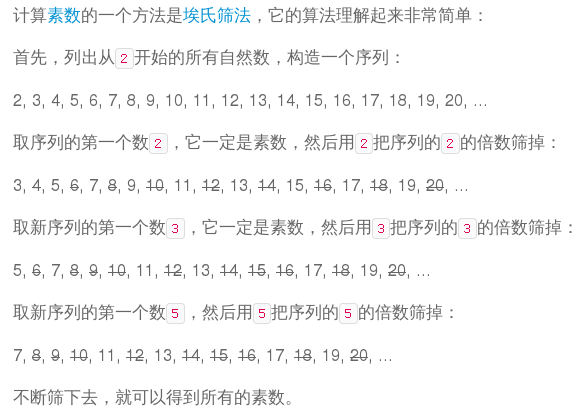 计算素数的一个方法是埃氏筛法，它的算法理解起来非常简单：
首先，列出从2开始的所有自然数，构造一个序列：
2, 3, 4, 5, 6, 7, 8, 9, 10, 11, 12, 13, 14, 15, 16, 17, 18, 19, 20, ...
取序列的第一个数2，它一定是素数，然后用2把序列的2的倍数筛掉：
3, 4, 5, 6, 7, 8, 9, 10, 11, 12, 13, 14, 15, 16, 17, 18, 19, 20, ...
取新序列的第一个数3，它一定是素数，然后用3把序列的3的倍数筛掉：
5, 6, 7, 8, 9, 10, 11, 12, 13, 14, 15, 16, 17, 18, 19, 20, ...
取新序列的第一个数5，然后用5把序列的5的倍数筛掉：
7, 8, 9, 10, 11, 12, 13, 14, 15, 16, 17, 18, 19, 20, ...
不断筛下去，就可以得到所有的素数。